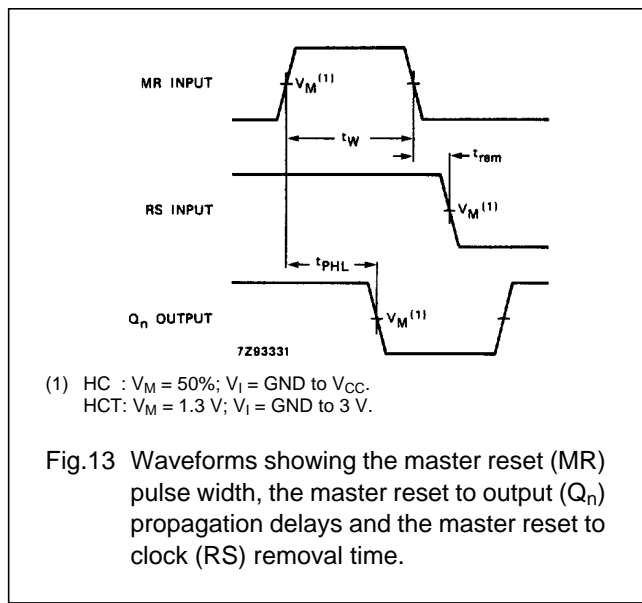 MR INPUT
V_M (1)
t_W
t_rem
RS INPUT
V_M (1)
t_PHL
Q_n OUTPUT
V_M (1)
7Z93331
(1) HC : V_M = 50%; V_I = GND to V_CC.
HCT: V_M = 1.3 V; V_I = GND to 3 V.
Fig.13 Waveforms showing the master reset (MR)
pulse width, the master reset to output (Q_n)
propagation delays and the master reset to
clock (RS) removal time.